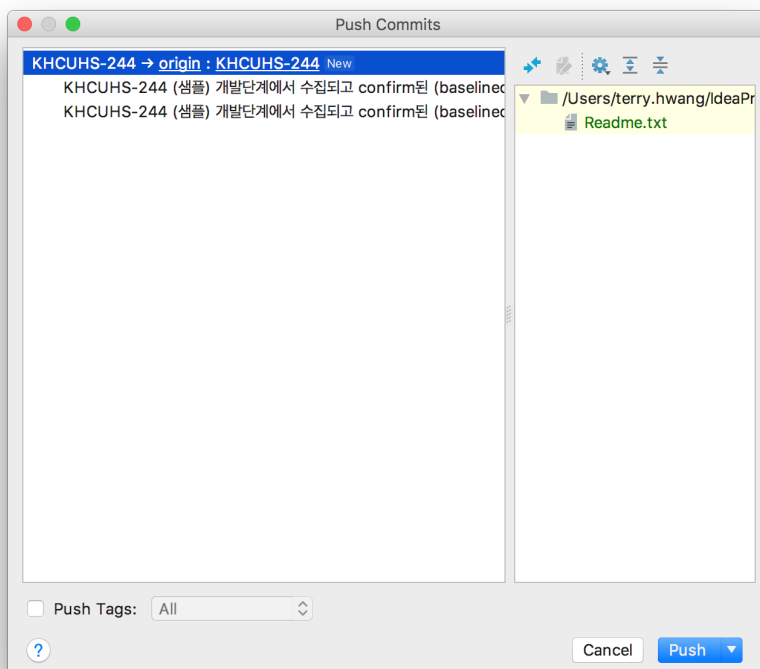 Push Commits
KHCUHS-244 → origin : KHCUHS-244 New
KHCUHS-244 (샘플) 개발단계에서 수집되고 confirm된 (baselined
KHCUHS-244 (샘플) 개발단계에서 수집되고 confirm된 (baselined
/Users/terry.hwang/IdeaPr
Readme.txt
Push Tags: All
? Cancel Push